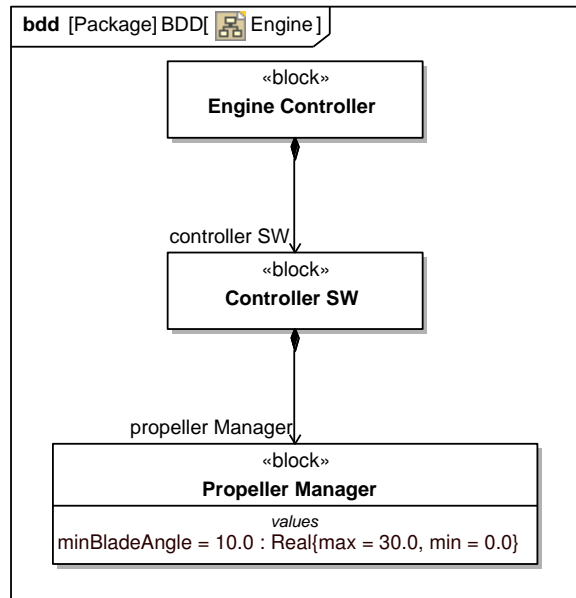 bdd [Package] BDD[ Engine ]
«block»
Engine Controller
controller SW
«block»
Controller SW
propeller Manager
«block»
Propeller Manager
values
minBladeAngle = 10.0 : Real{max = 30.0, min = 0.0}